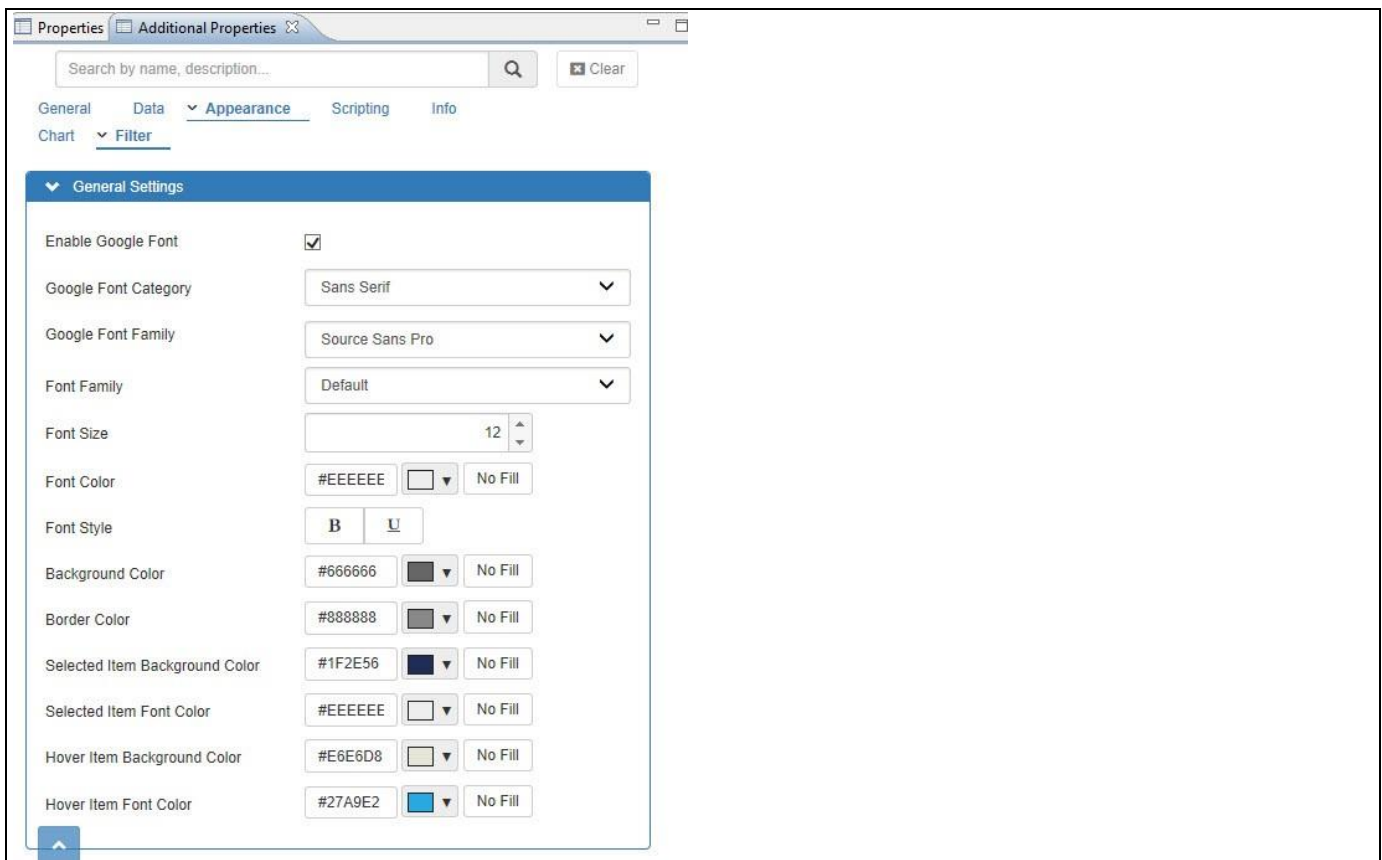 Properties Additional Properties
Search by name, description... Clear
General Data Appearance Scripting Info
Chart Filter
General Settings
Enable Google Font
Google Font Category Sans Serif
Google Font Family Source Sans Pro
Font Family Default
Font Size 12
Font Color #EEEEEE No Fill
Font Style B U
Background Color #666666 No Fill
Border Color #888888 No Fill
Selected Item Background Color #1F2E56 No Fill
Selected Item Font Color #EEEEEE No Fill
Hover Item Background Color #E6E6D8 No Fill
Hover Item Font Color #27A9E2 No Fill